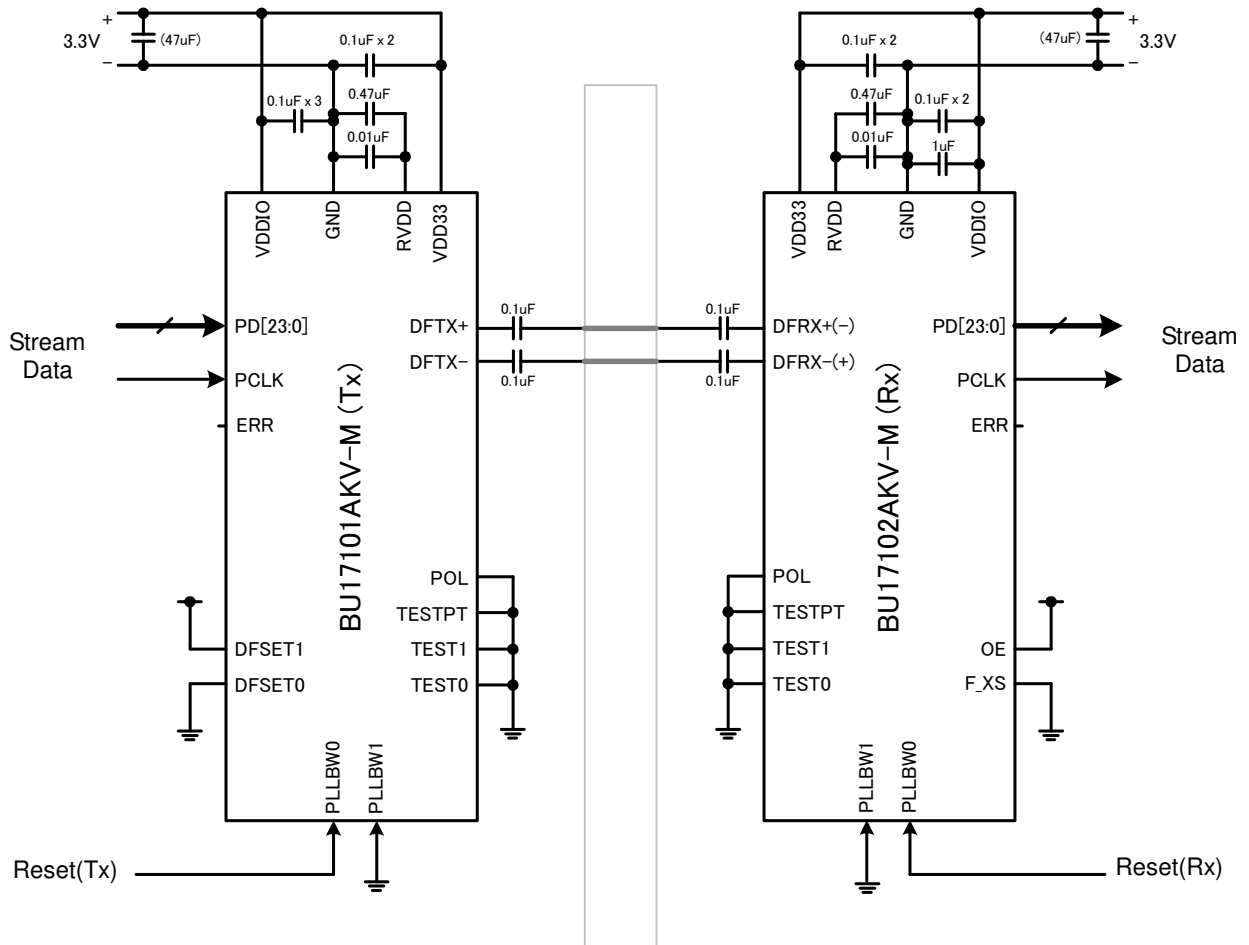 +
3.3V
−
(47uF)
0.1uF x 2
0.1uF x 3
0.47uF
0.01uF
VDDIO
GND
RVDD
VDD33
Stream
Data
PD[23:0]
PCLK
ERR
DFSET1
DFSET0
BU17101AKV-M (Tx)
DFTX+
DFTX-
POL
TESTPT
TEST1
TEST0
PLLBW0
PLLBW1
Reset(Tx)
0.1uF
0.1uF
0.1uF
0.1uF
+
3.3V
−
(47uF)
0.1uF x 2
0.47uF
0.1uF x 2
0.01uF
1uF
VDD33
RVDD
GND
VDDIO
DFRX+(-)
DFRX-(+)
POL
TESTPT
TEST1
TEST0
BU17102AKV-M (Rx)
PD[23:0]
PCLK
ERR
OE
F_XS
Stream
Data
PLLBW1
PLLBW0
Reset(Rx)